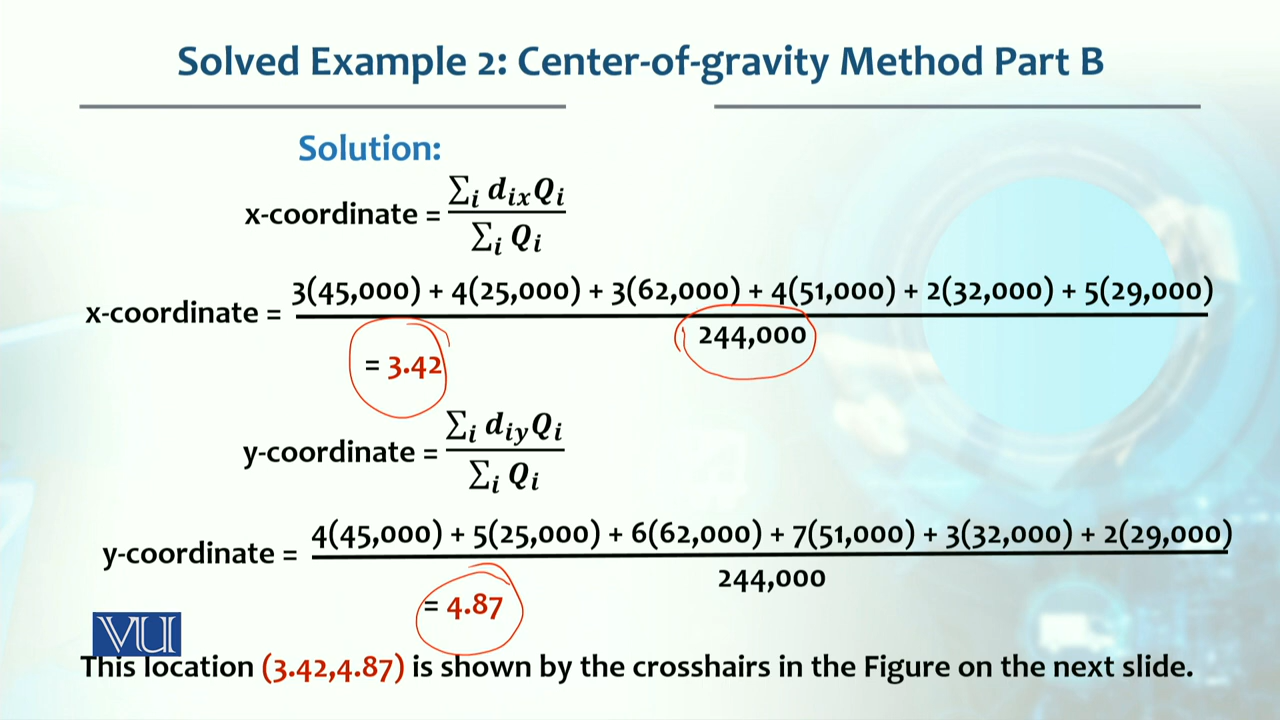 Solved Example 2: Center-of-gravity Method Part B
Solution:
x-coordinate = ∑ᵢ dᵢₓQᵢ / ∑ᵢ Qᵢ
x-coordinate = 3(45,000) + 4(25,000) + 3(62,000) + 4(51,000) + 2(32,000) + 5(29,000) / 244,000
= 3.42
y-coordinate = ∑ᵢ dᵢyQᵢ / ∑ᵢ Qᵢ
y-coordinate = 4(45,000) + 5(25,000) + 6(62,000) + 7(51,000) + 3(32,000) + 2(29,000) / 244,000
= 4.87
VU
This location (3.42,4.87) is shown by the crosshairs in the Figure on the next slide.